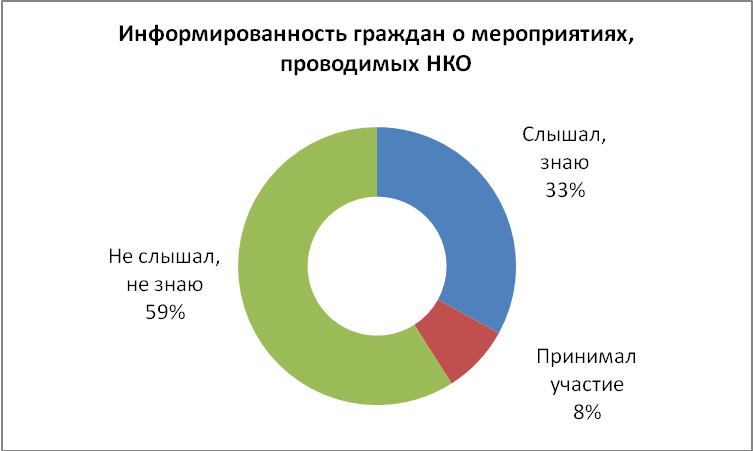 Информированность граждан о мероприятиях,
проводимых НКО
Слышал,
знаю
33%
Принимал
участие
8%
Не слышал,
не знаю
59%